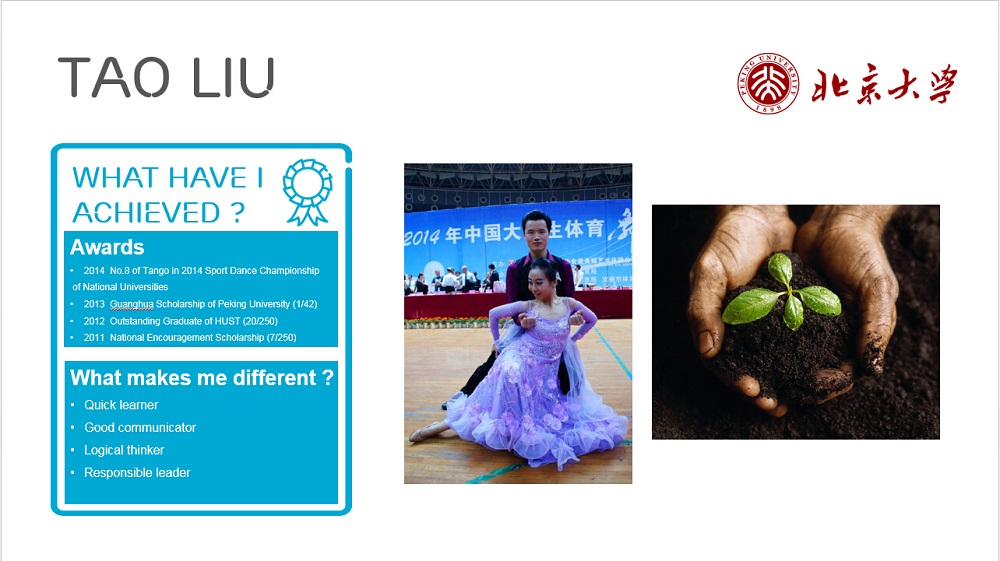 TAO LIU
PEKING UNIVERSITY
1898
北京大学
WHAT HAVE I
ACHIEVED ?
Awards
• 2014 No.8 of Tango in 2014 Sport Dance Championship
of National Universities
• 2013 Guanghua Scholarship of Peking University (1/42)
• 2012 Outstanding Graduate of HUST (20/250)
• 2011 National Encouragement Scholarship (7/250)
What makes me different ?
• Quick learner
• Good communicator
• Logical thinker
• Responsible leader
2014 年中国大 生体育